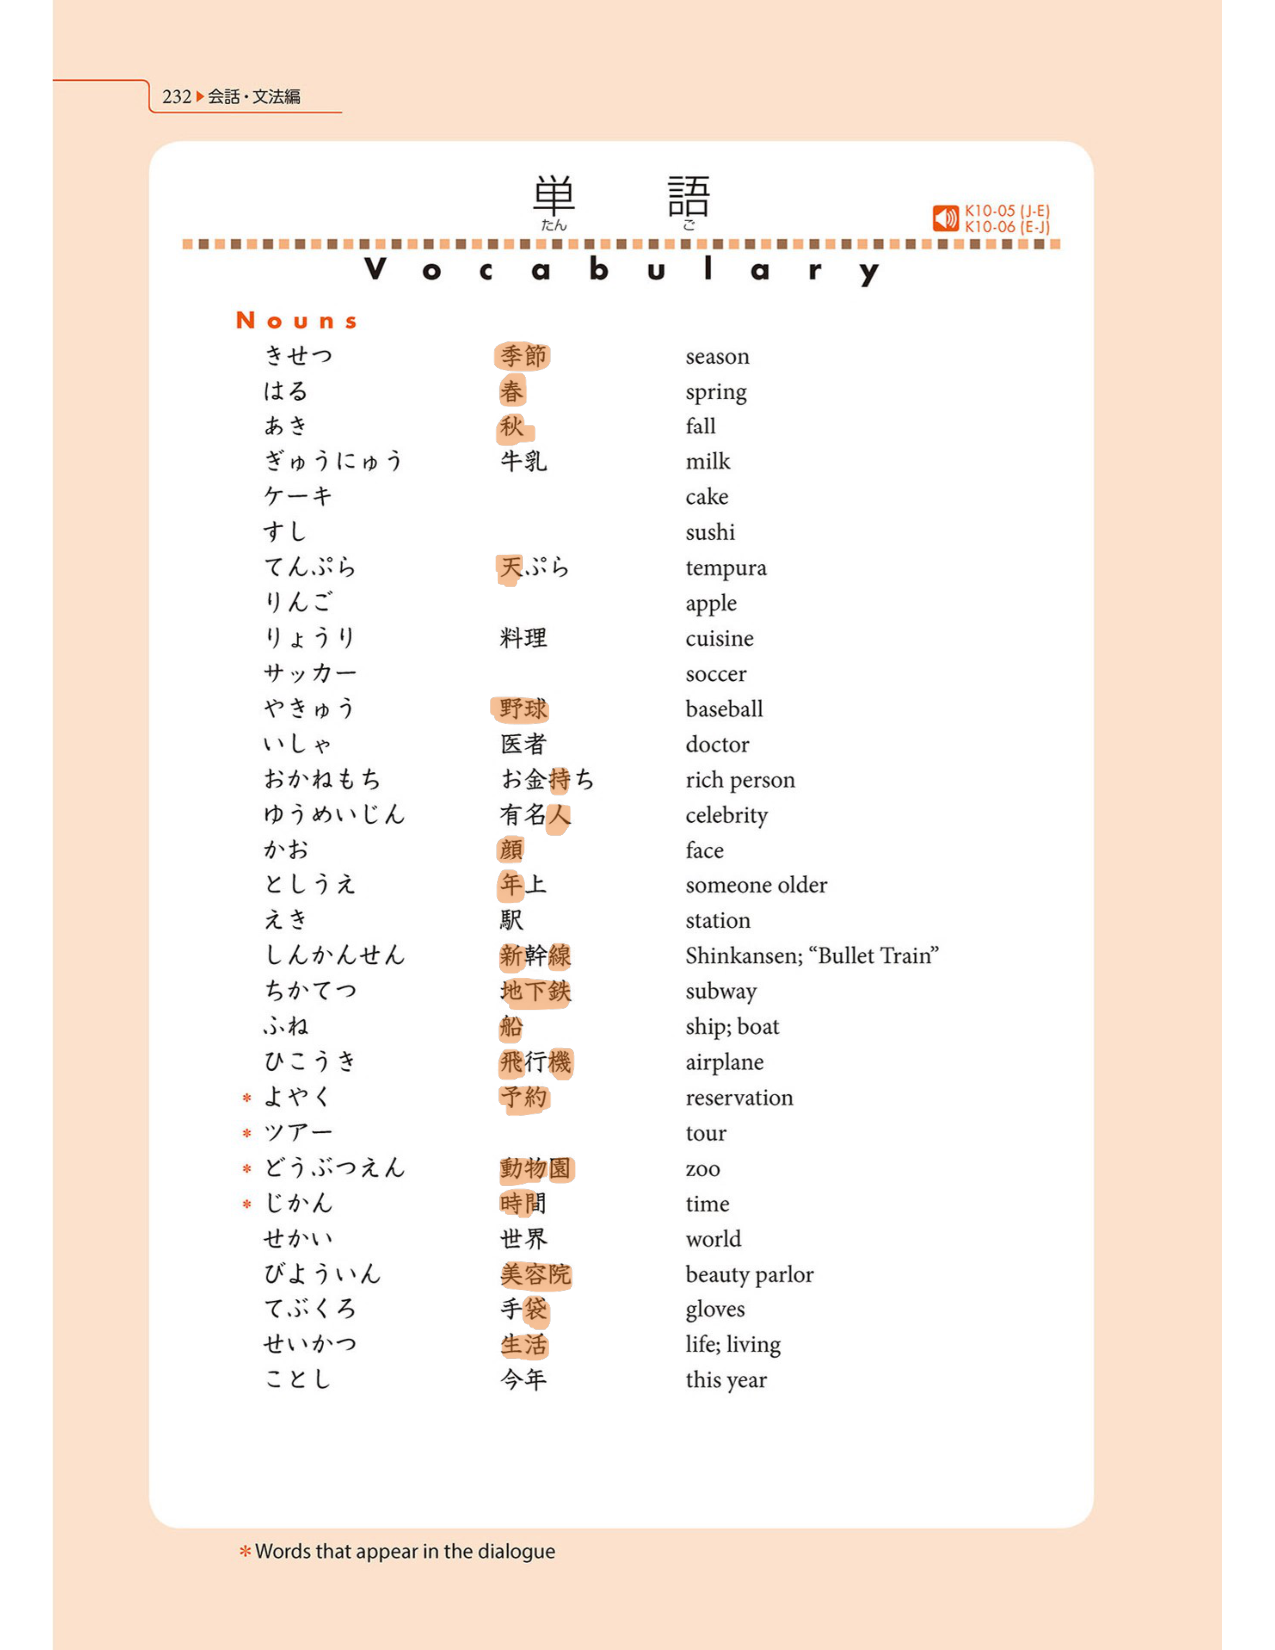 232▶会話・文法編
単語
たんご
K10-05 (J-E)
K10-06 (E-J)
Vocabulary
Nouns
きせつ 季節 season
はる 春 spring
あき 秋 fall
ぎゅうにゅう 牛乳 milk
ケーキ cake
すし sushi
てんぷら 天ぷら tempura
りんご apple
りょうり 料理 cuisine
サッカー soccer
やきゅう 野球 baseball
いしゃ 医者 doctor
おかねもち お金持ち rich person
ゆうめいじん 有名人 celebrity
かお 顔 face
としうえ 年上 someone older
えき 駅 station
しんかんせん 新幹線 Shinkansen; “Bullet Train”
ちかてつ 地下鉄 subway
ふね 船 ship; boat
ひこうき 飛行機 airplane
* よやく 予約 reservation
* ツアー tour
* どうぶつえん 動物園 zoo
* じかん 時間 time
せかい 世界 world
びよういん 美容院 beauty parlor
てぶくろ 手袋 gloves
せいかつ 生活 life; living
ことし 今年 this year
* Words that appear in the dialogue